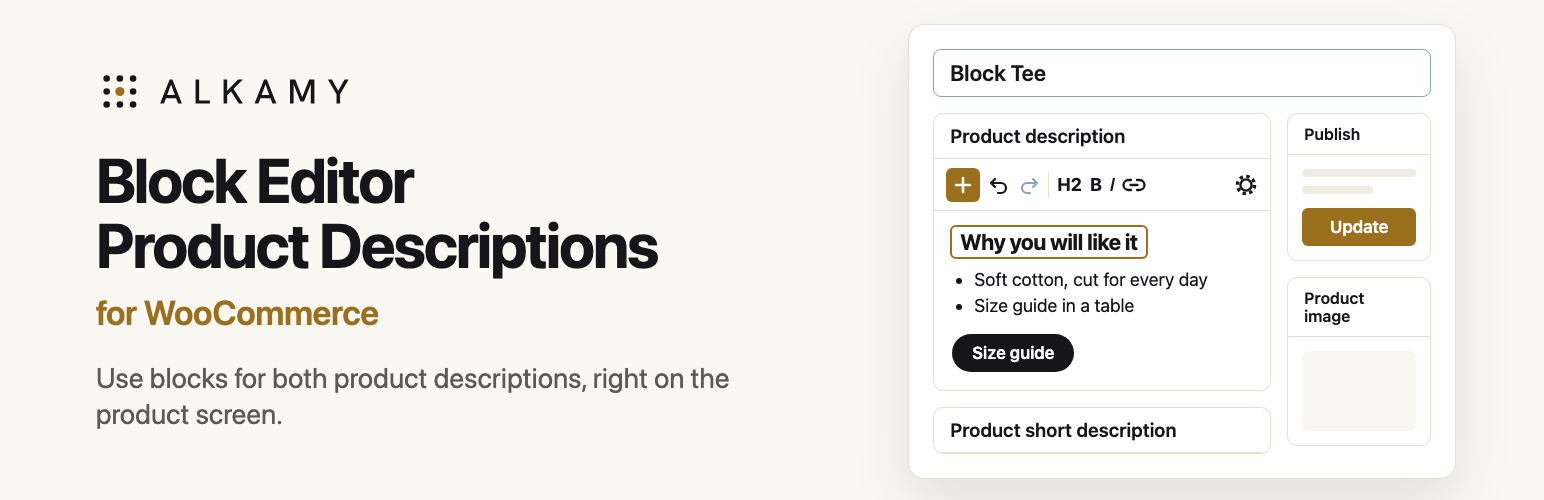 ALKAMY
Block Editor
Product Descriptions
for WooCommerce
Use blocks for both product descriptions, right on the
product screen.
Block Tee
Product description
H2 B /
Why you will like it
• Soft cotton, cut for every day
• Size guide in a table
Size guide
Product short description
Publish
Update
Product
image